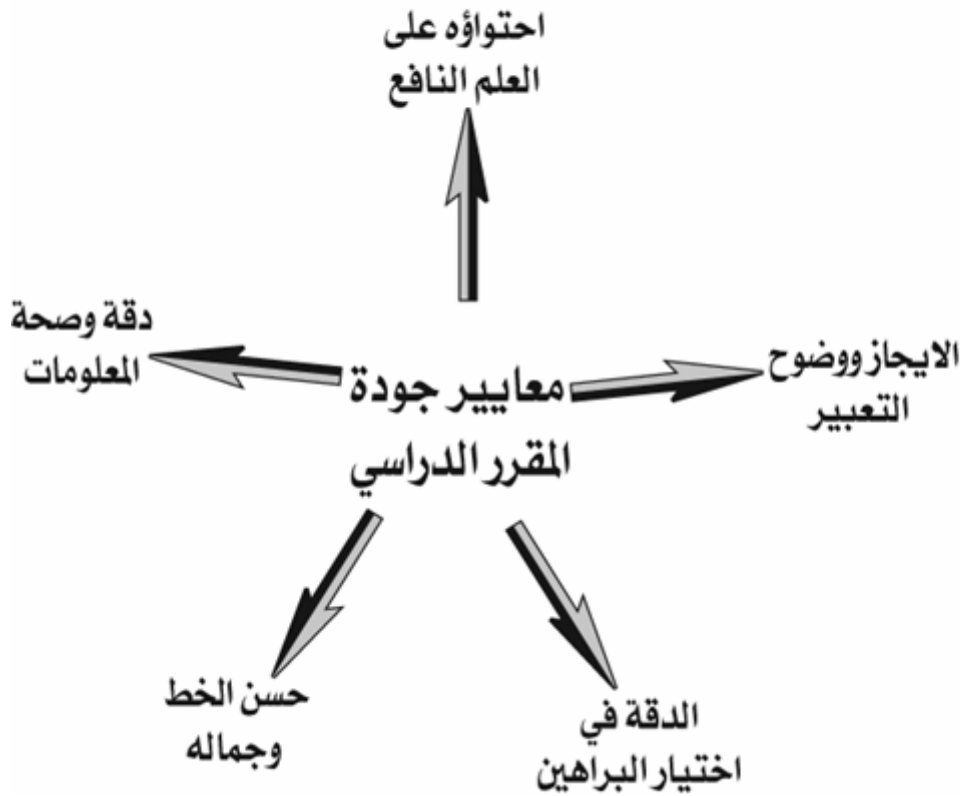 احتواؤه على
العلم النافع
الايجاز ووضوح
التعبير
معايير جودة
المقرر الدراسي
دقة وصحة
المعلومات
الدقة في
اختيار البراهين
حسن الخط
وجماله